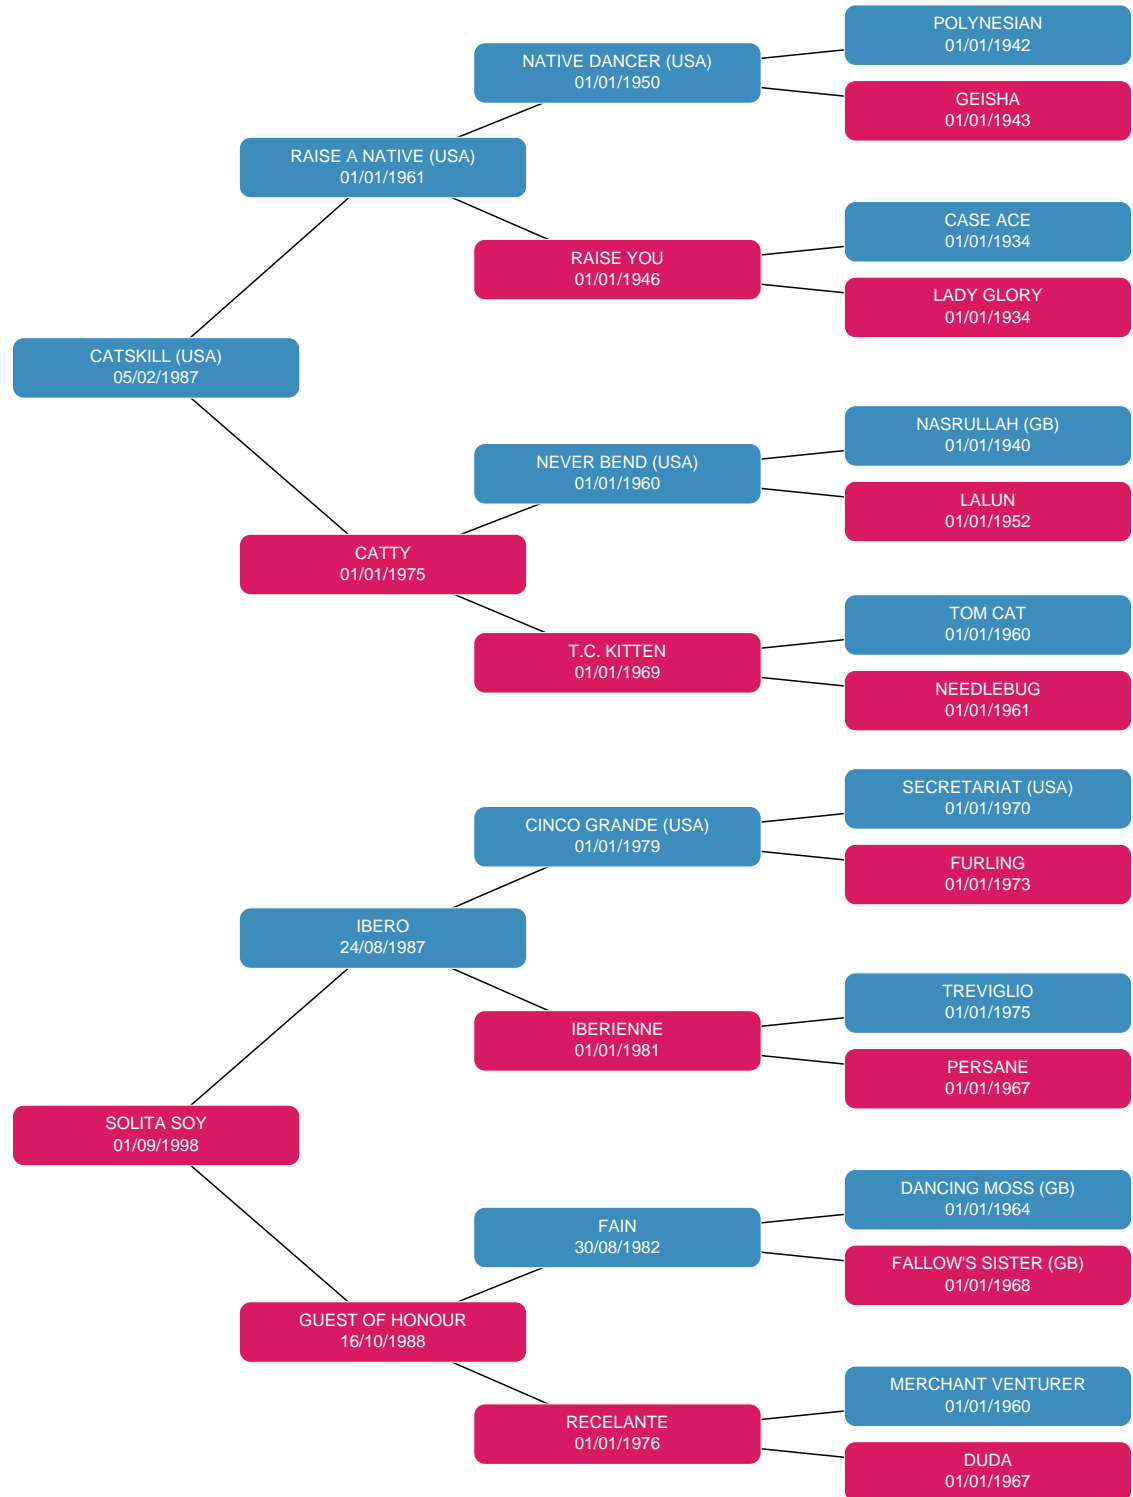 POLYNESIAN
01/01/1942
NATIVE DANCER (USA)
01/01/1950
GEISHA
01/01/1943
RAISE A NATIVE (USA)
01/01/1961
CASE ACE
01/01/1934
RAISE YOU
01/01/1946
LADY GLORY
01/01/1934
CATSKILL (USA)
05/02/1987
NASRULLAH (GB)
01/01/1940
NEVER BEND (USA)
01/01/1960
LALUN
01/01/1952
CATTY
01/01/1975
TOM CAT
01/01/1960
T.C. KITTEN
01/01/1969
NEEDLEBUG
01/01/1961
SECRETARIAT (USA)
01/01/1970
CINCO GRANDE (USA)
01/01/1979
FURLING
01/01/1973
IBERO
24/08/1987
TREVIGLIO
01/01/1975
IBERIENNE
01/01/1981
PERSANE
01/01/1967
SOLITA SOY
01/09/1998
DANCING MOSS (GB)
01/01/1964
FAIN
30/08/1982
FALLOW'S SISTER (GB)
01/01/1968
GUEST OF HONOUR
16/10/1988
MERCHANT VENTURER
01/01/1960
RECELANTE
01/01/1976
DUDA
01/01/1967